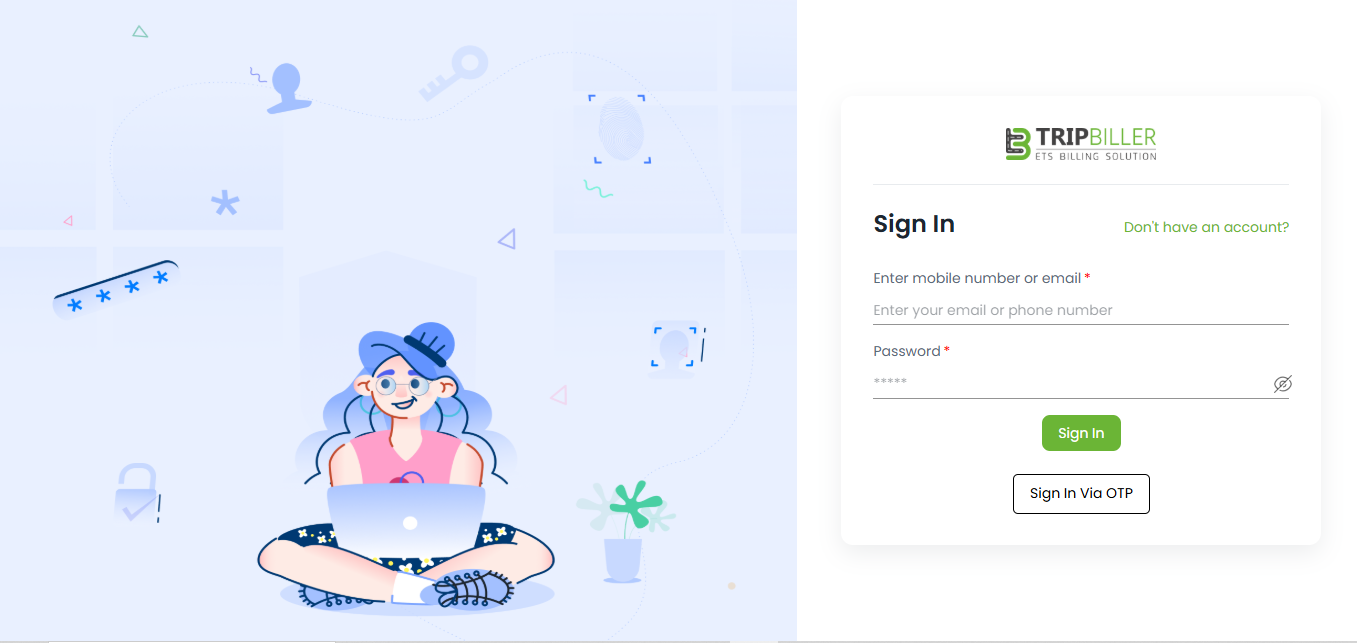 TRIPBILLER
ETS BILLING SOLUTION
Sign In
Don't have an account?
Enter mobile number or email *
Enter your email or phone number
Password *
*****
Sign In
Sign In Via OTP